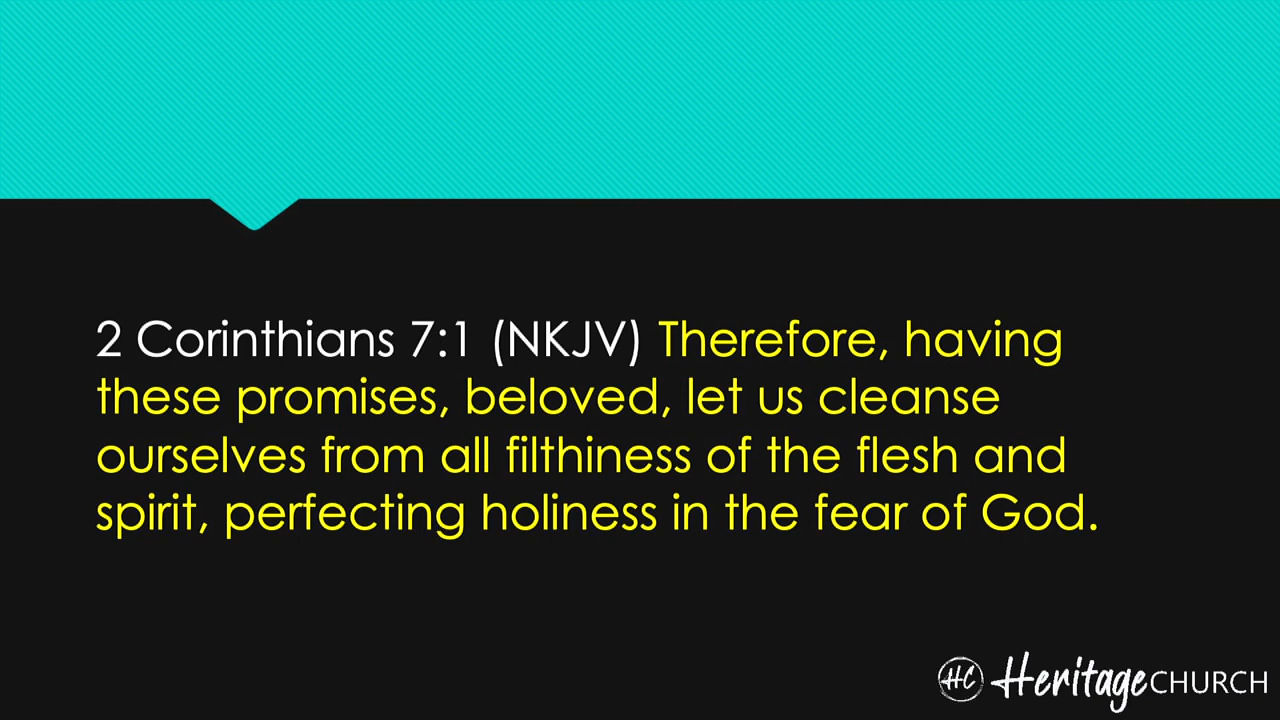 2 Corinthians 7:1 (NKJV) Therefore, having
these promises, beloved, let us cleanse
ourselves from all filthiness of the flesh and
spirit, perfecting holiness in the fear of God.
HC Heritage CHURCH